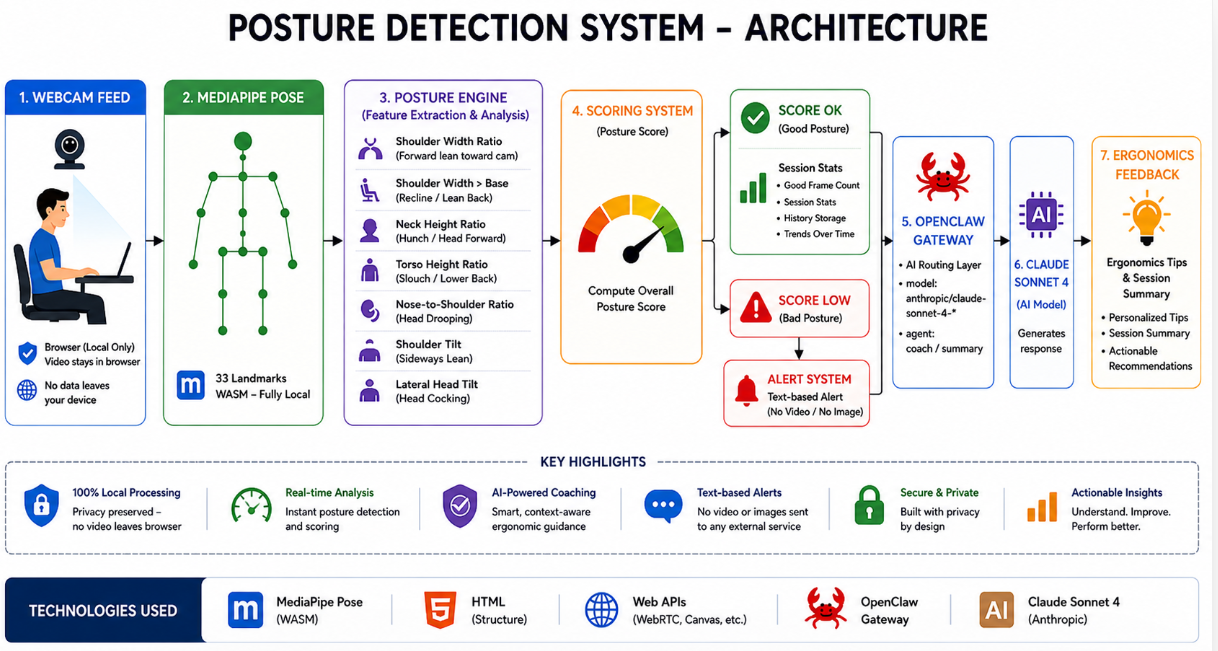 POSTURE DETECTION SYSTEM – ARCHITECTURE
1. WEBCAM FEED
Browser (Local Only)
Video stays in browser
No data leaves
your device
2. MEDIAPIPE POSE
m
33 Landmarks
WASM – Fully Local
3. POSTURE ENGINE
(Feature Extraction & Analysis)
Shoulder Width Ratio
(Forward lean toward cam)
Shoulder Width > Base
(Recline / Lean Back)
Neck Height Ratio
(Hunch / Head Forward)
Torso Height Ratio
(Slouch / Lower Back)
Nose-to-Shoulder Ratio
(Head Drooping)
Shoulder Tilt
(Sideways Lean)
Lateral Head Tilt
(Head Cocking)
4. SCORING SYSTEM
(Posture Score)
Compute Overall
Posture Score
SCORE OK
(Good Posture)
Session Stats
• Good Frame Count
• Session Stats
• History Storage
• Trends Over Time
SCORE LOW
(Bad Posture)
ALERT SYSTEM
Text-based Alert
(No Video / No Image)
5. OPENCLAW
GATEWAY
• AI Routing Layer
• model:
anthropic/claude-
sonnet-4-*
• agent:
coach / summary
AI
6. CLAUDE
SONNET 4
(AI Model)
Generates
response
7. ERGONOMICS
FEEDBACK
Ergonomics Tips
& Session
Summary
• Personalized Tips
• Session Summary
• Actionable
Recommendations
KEY HIGHLIGHTS
100% Local Processing
Privacy preserved –
no video leaves browser
Real-time Analysis
Instant posture detection
and scoring
AI-Powered Coaching
Smart, context-aware
ergonomic guidance
Text-based Alerts
No video or images sent
to any external service
Secure & Private
Built with privacy
by design
Actionable Insights
Understand. Improve.
Perform better.
TECHNOLOGIES USED
m
MediaPipe Pose
(WASM)
5
HTML
(Structure)
Web APIs
(WebRTC, Canvas, etc.)
OpenClaw
Gateway
AI
Claude Sonnet 4
(Anthropic)